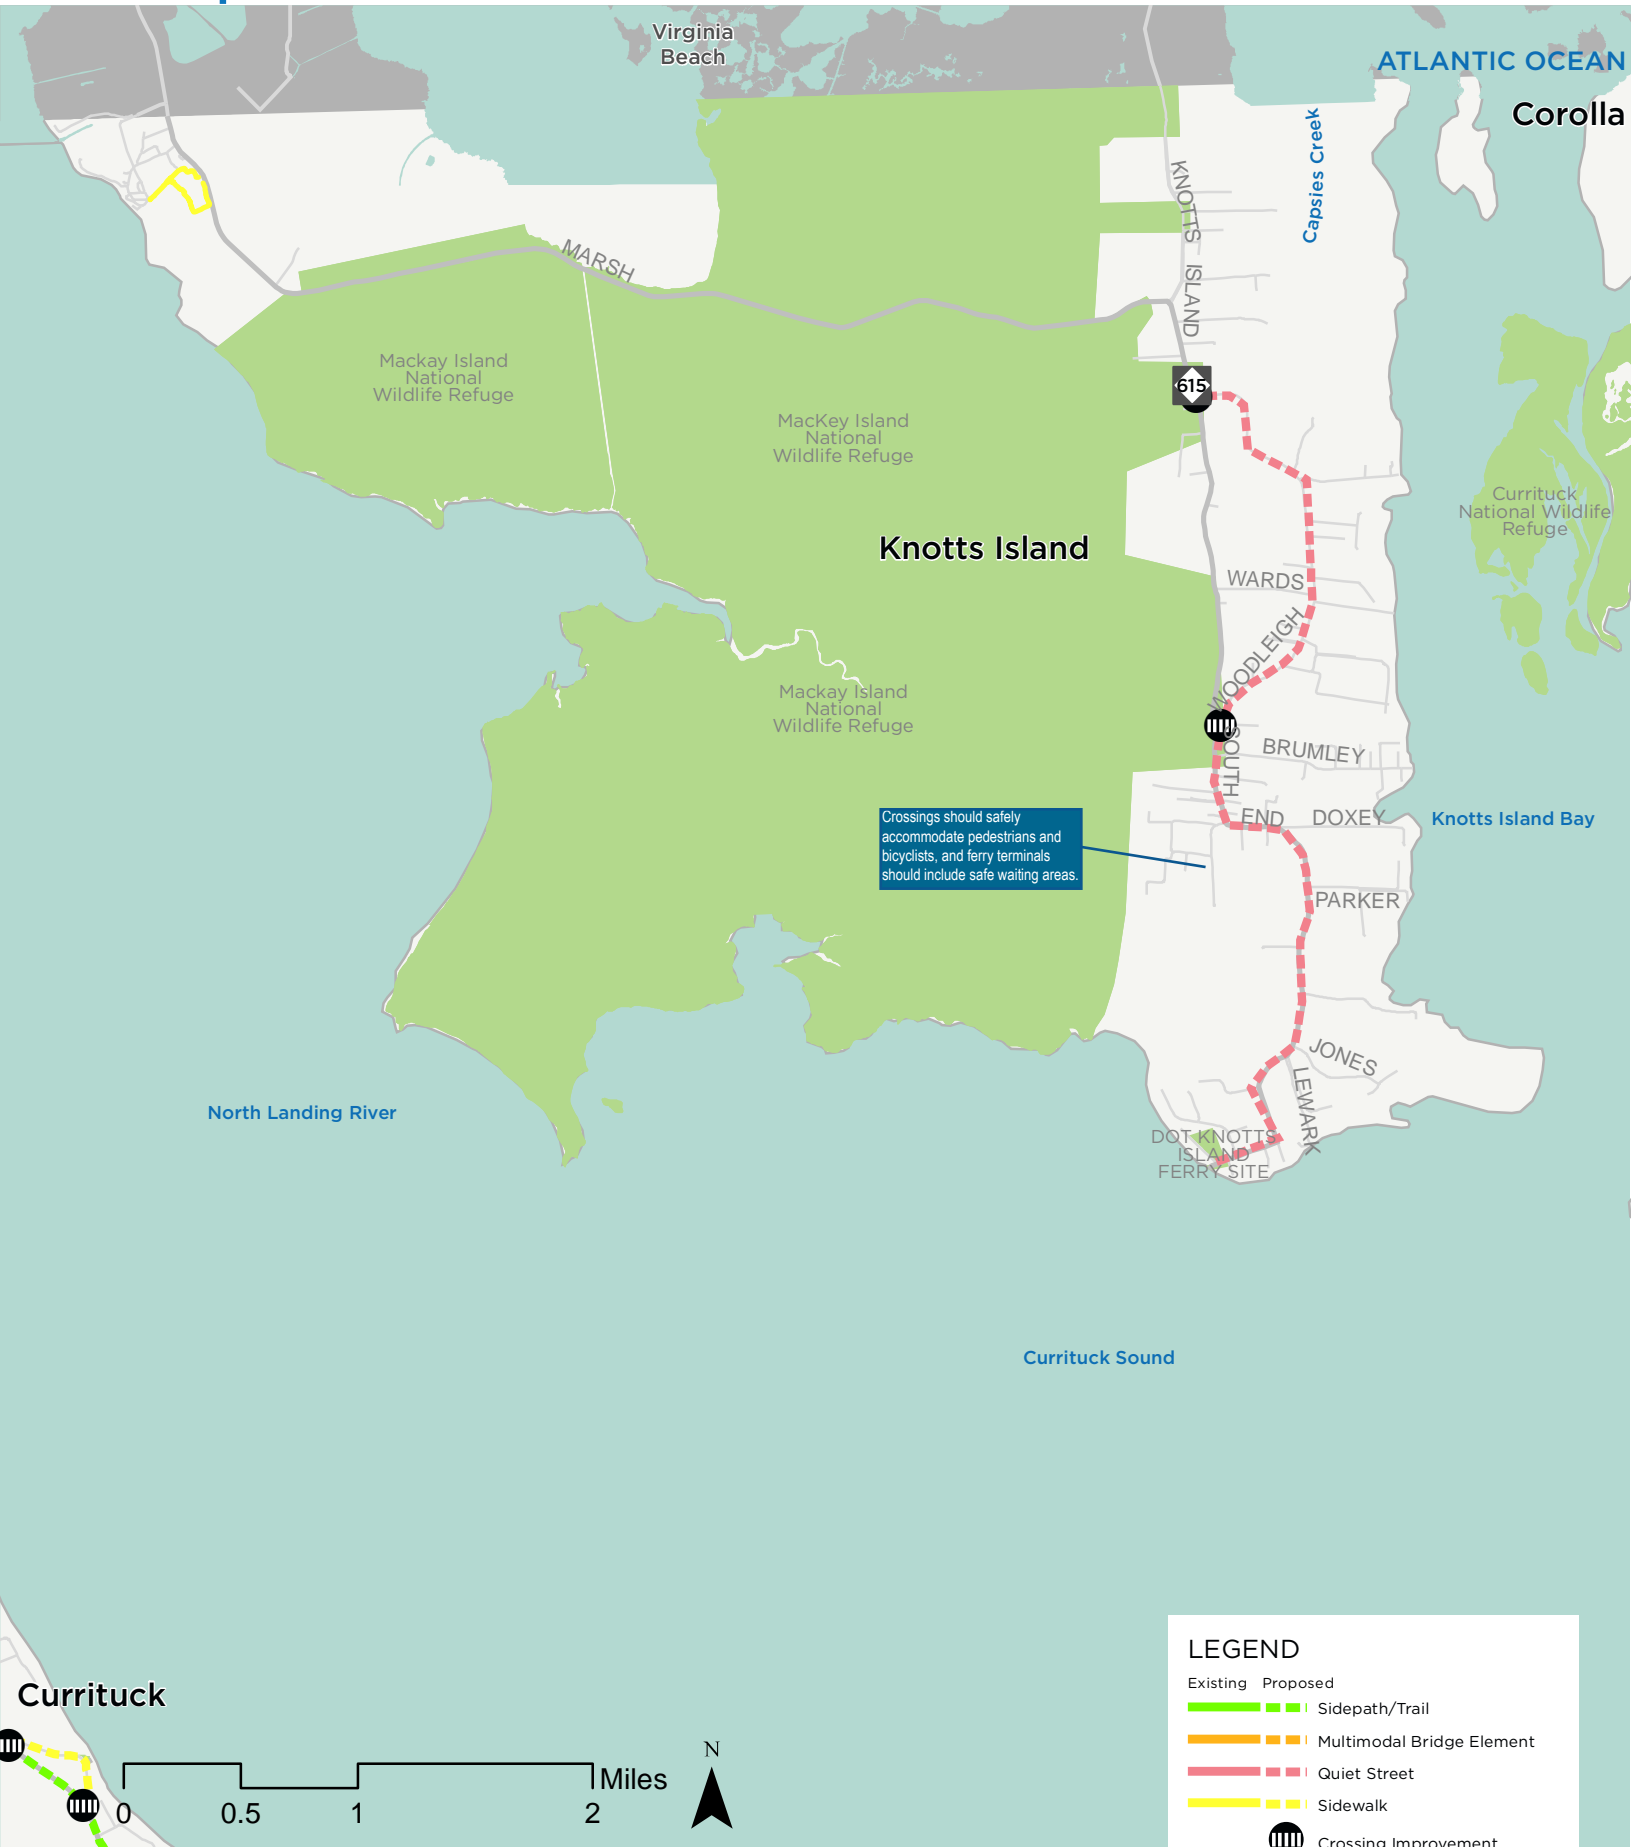 Virginia
Beach
ATLANTIC OCEAN
Corolla
Capsies Creek
KNOTTS ISLAND
MARSH
615
Mackay Island
National
Wildlife Refuge
MacKey Island
National
Wildlife Refuge
Currituck
National Wildlife
Refuge
Knotts Island
WARDS
WOODLEIGH
Mackay Island
National
Wildlife Refuge
SOUTH END
BRUMLEY
DOXEY
Knotts Island Bay
Crossings should safely
accommodate pedestrians and
bicyclists, and ferry terminals
should include safe waiting areas.
PARKER
JONES
LEWARK
North Landing River
DOT KNOTTS
ISLAND
FERRY SITE
Currituck Sound
Currituck
N
Miles
0 0.5 1 2
LEGEND
Existing Proposed
Sidepath/Trail
Multimodal Bridge Element
Quiet Street
Sidewalk
Crossing Improvement